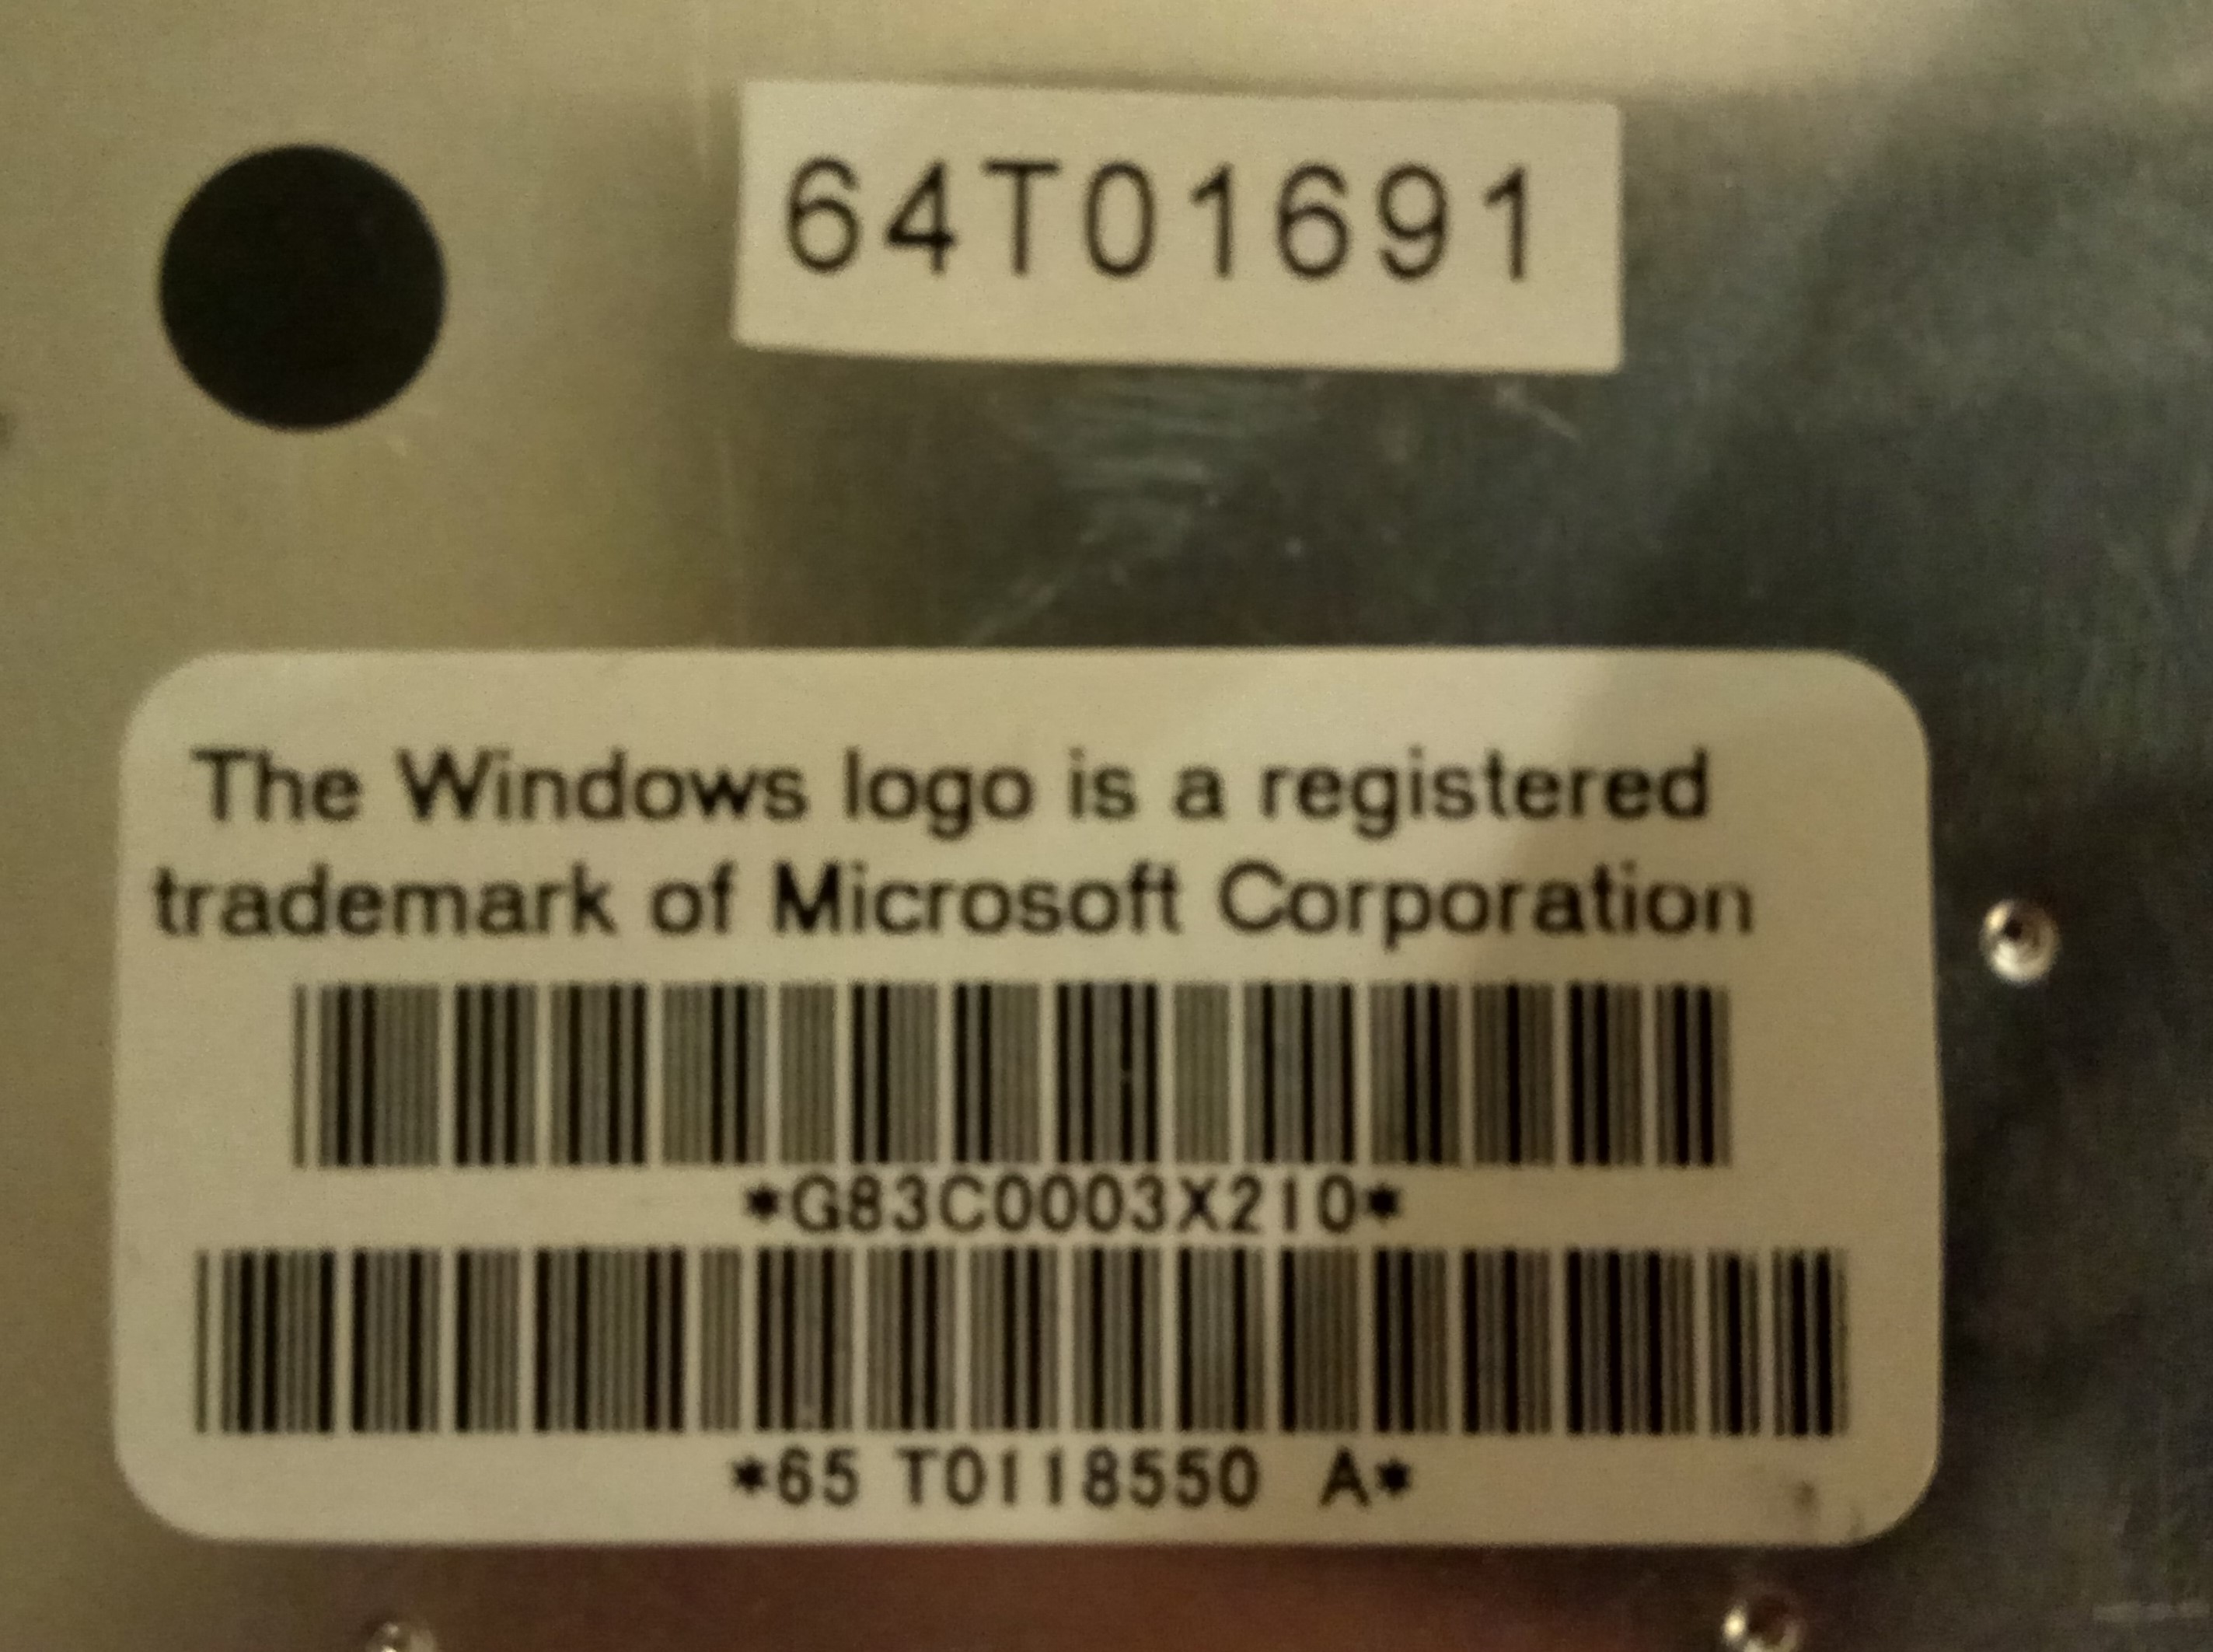 64T01691
The Windows logo is a registered
trademark of Microsoft Corporation
*G83C0003X210*
*65 T0118550 A*